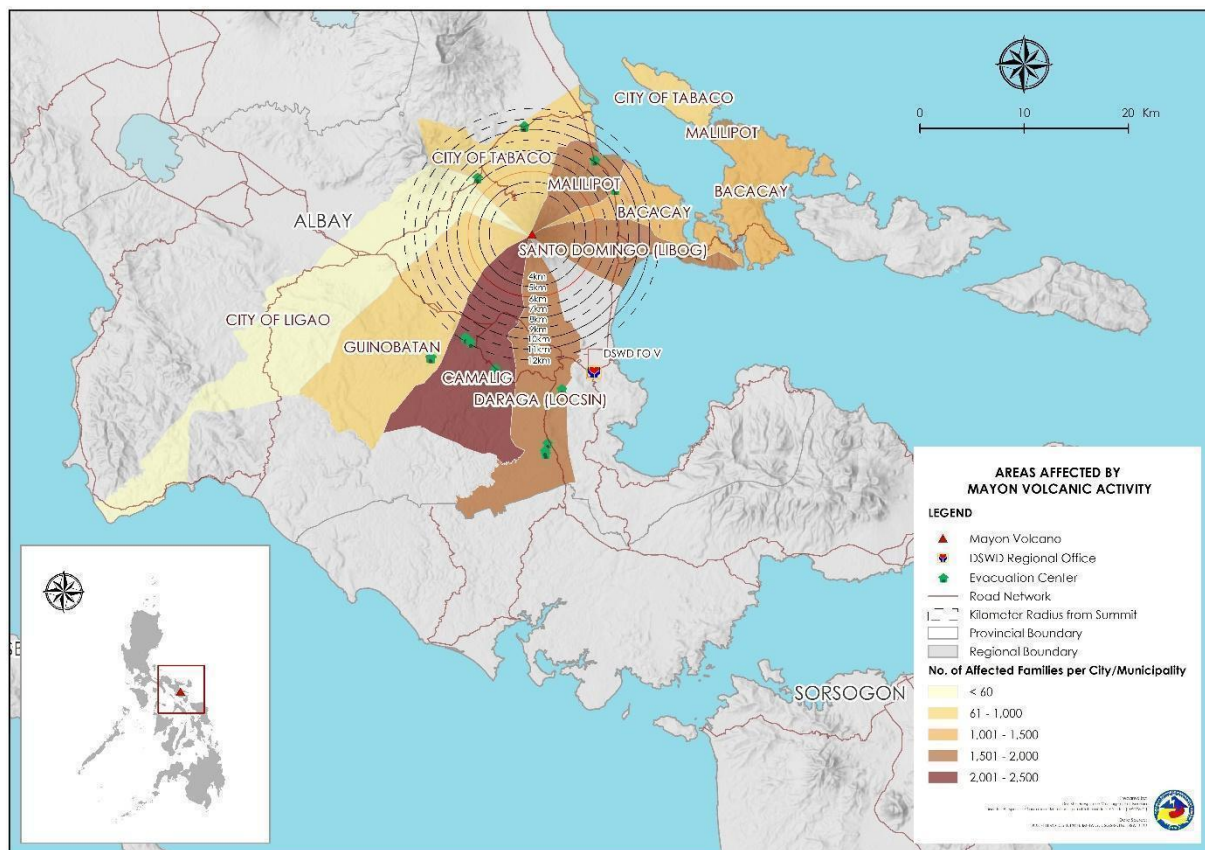 CITY OF TABACO
MALILIPOT
0 10 20 Km
CITY OF TABACO
MALILIPOT
BACACAY
BACACAY
ALBAY
SANTO DOMINGO (LIBOG)
4km
5km
6km
7km
8km
9km
10km
11km
12km
CITY OF LIGAO
GUINOBATAN
DSWD FO V
CAMALIG
DARAGA (LOCSIN)
SORSOGON
AREAS AFFECTED BY
MAYON VOLCANIC ACTIVITY
LEGEND
Mayon Volcano
DSWD Regional Office
Evacuation Center
Road Network
Kilometer Radius from Summit
Provincial Boundary
Regional Boundary
No. of Affected Families per City/Municipality
< 60
61 - 1,000
1,001 - 1,500
1,501 - 2,000
2,001 - 2,500
Prepared by: